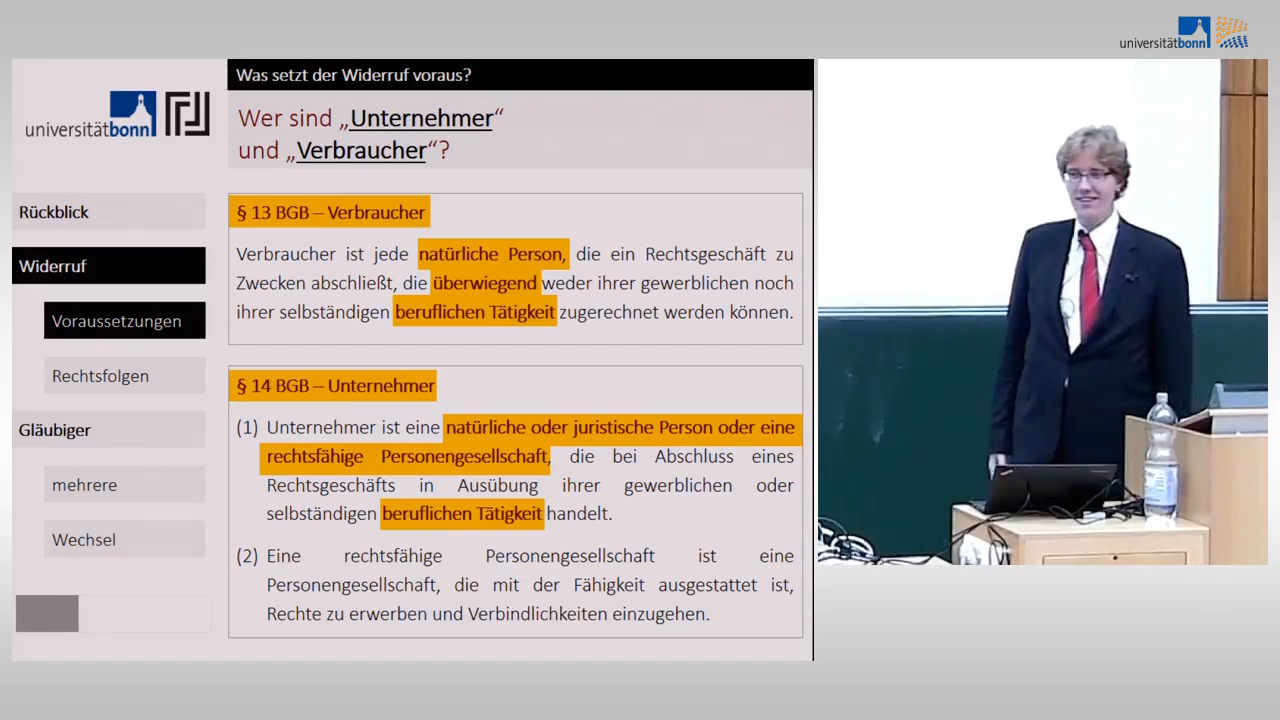 universitätbonn
Was setzt der Widerruf voraus?
universitätbonn
Wer sind „Unternehmer“
und „Verbraucher“?
Rückblick
Widerruf
Voraussetzungen
Rechtsfolgen
Gläubiger
mehrere
Wechsel
§ 13 BGB – Verbraucher
Verbraucher ist jede natürliche Person, die ein Rechtsgeschäft zu
Zwecken abschließt, die überwiegend weder ihrer gewerblichen noch
ihrer selbständigen beruflichen Tätigkeit zugerechnet werden können.
§ 14 BGB – Unternehmer
(1) Unternehmer ist eine natürliche oder juristische Person oder eine
rechtsfähige Personengesellschaft, die bei Abschluss eines
Rechtsgeschäfts in Ausübung ihrer gewerblichen oder
selbständigen beruflichen Tätigkeit handelt.
(2) Eine rechtsfähige Personengesellschaft ist eine
Personengesellschaft, die mit der Fähigkeit ausgestattet ist,
Rechte zu erwerben und Verbindlichkeiten einzugehen.